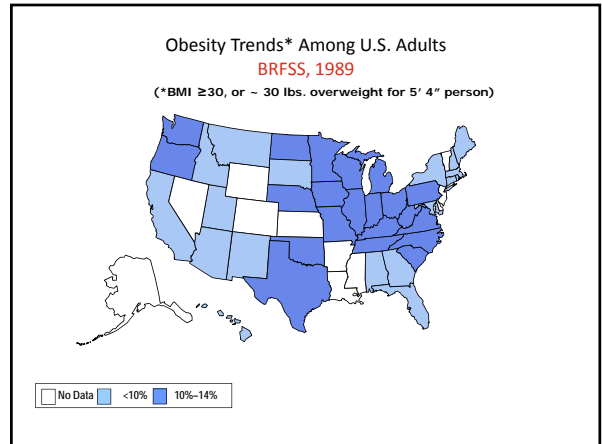 Obesity Trends* Among U.S. Adults
BRFSS, 1989
(*BMI ≥30, or ~ 30 lbs. overweight for 5' 4" person)
No Data <10% 10%–14%